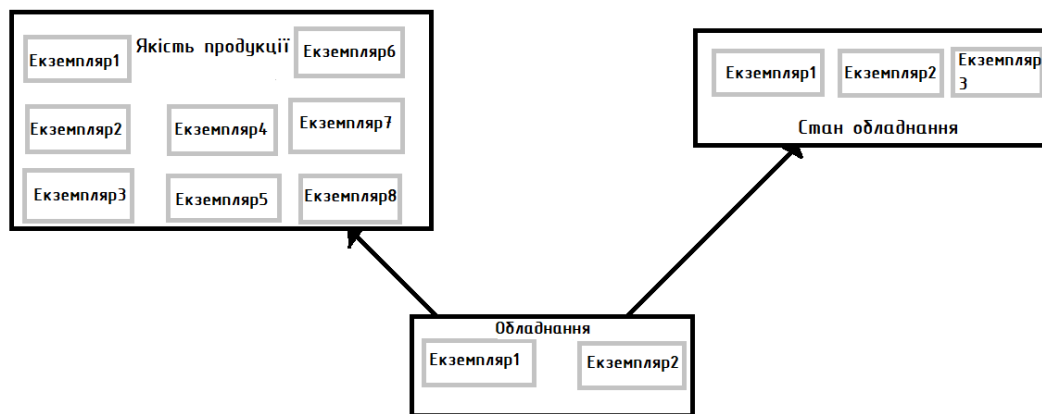 Якість продукції
Екземпляр1
Екземпляр6
Екземпляр2
Екземпляр4
Екземпляр7
Екземпляр3
Екземпляр5
Екземпляр8
Екземпляр1
Екземпляр2
Екземпляр
3
Стан обладнання
Обладнання
Екземпляр1
Екземпляр2